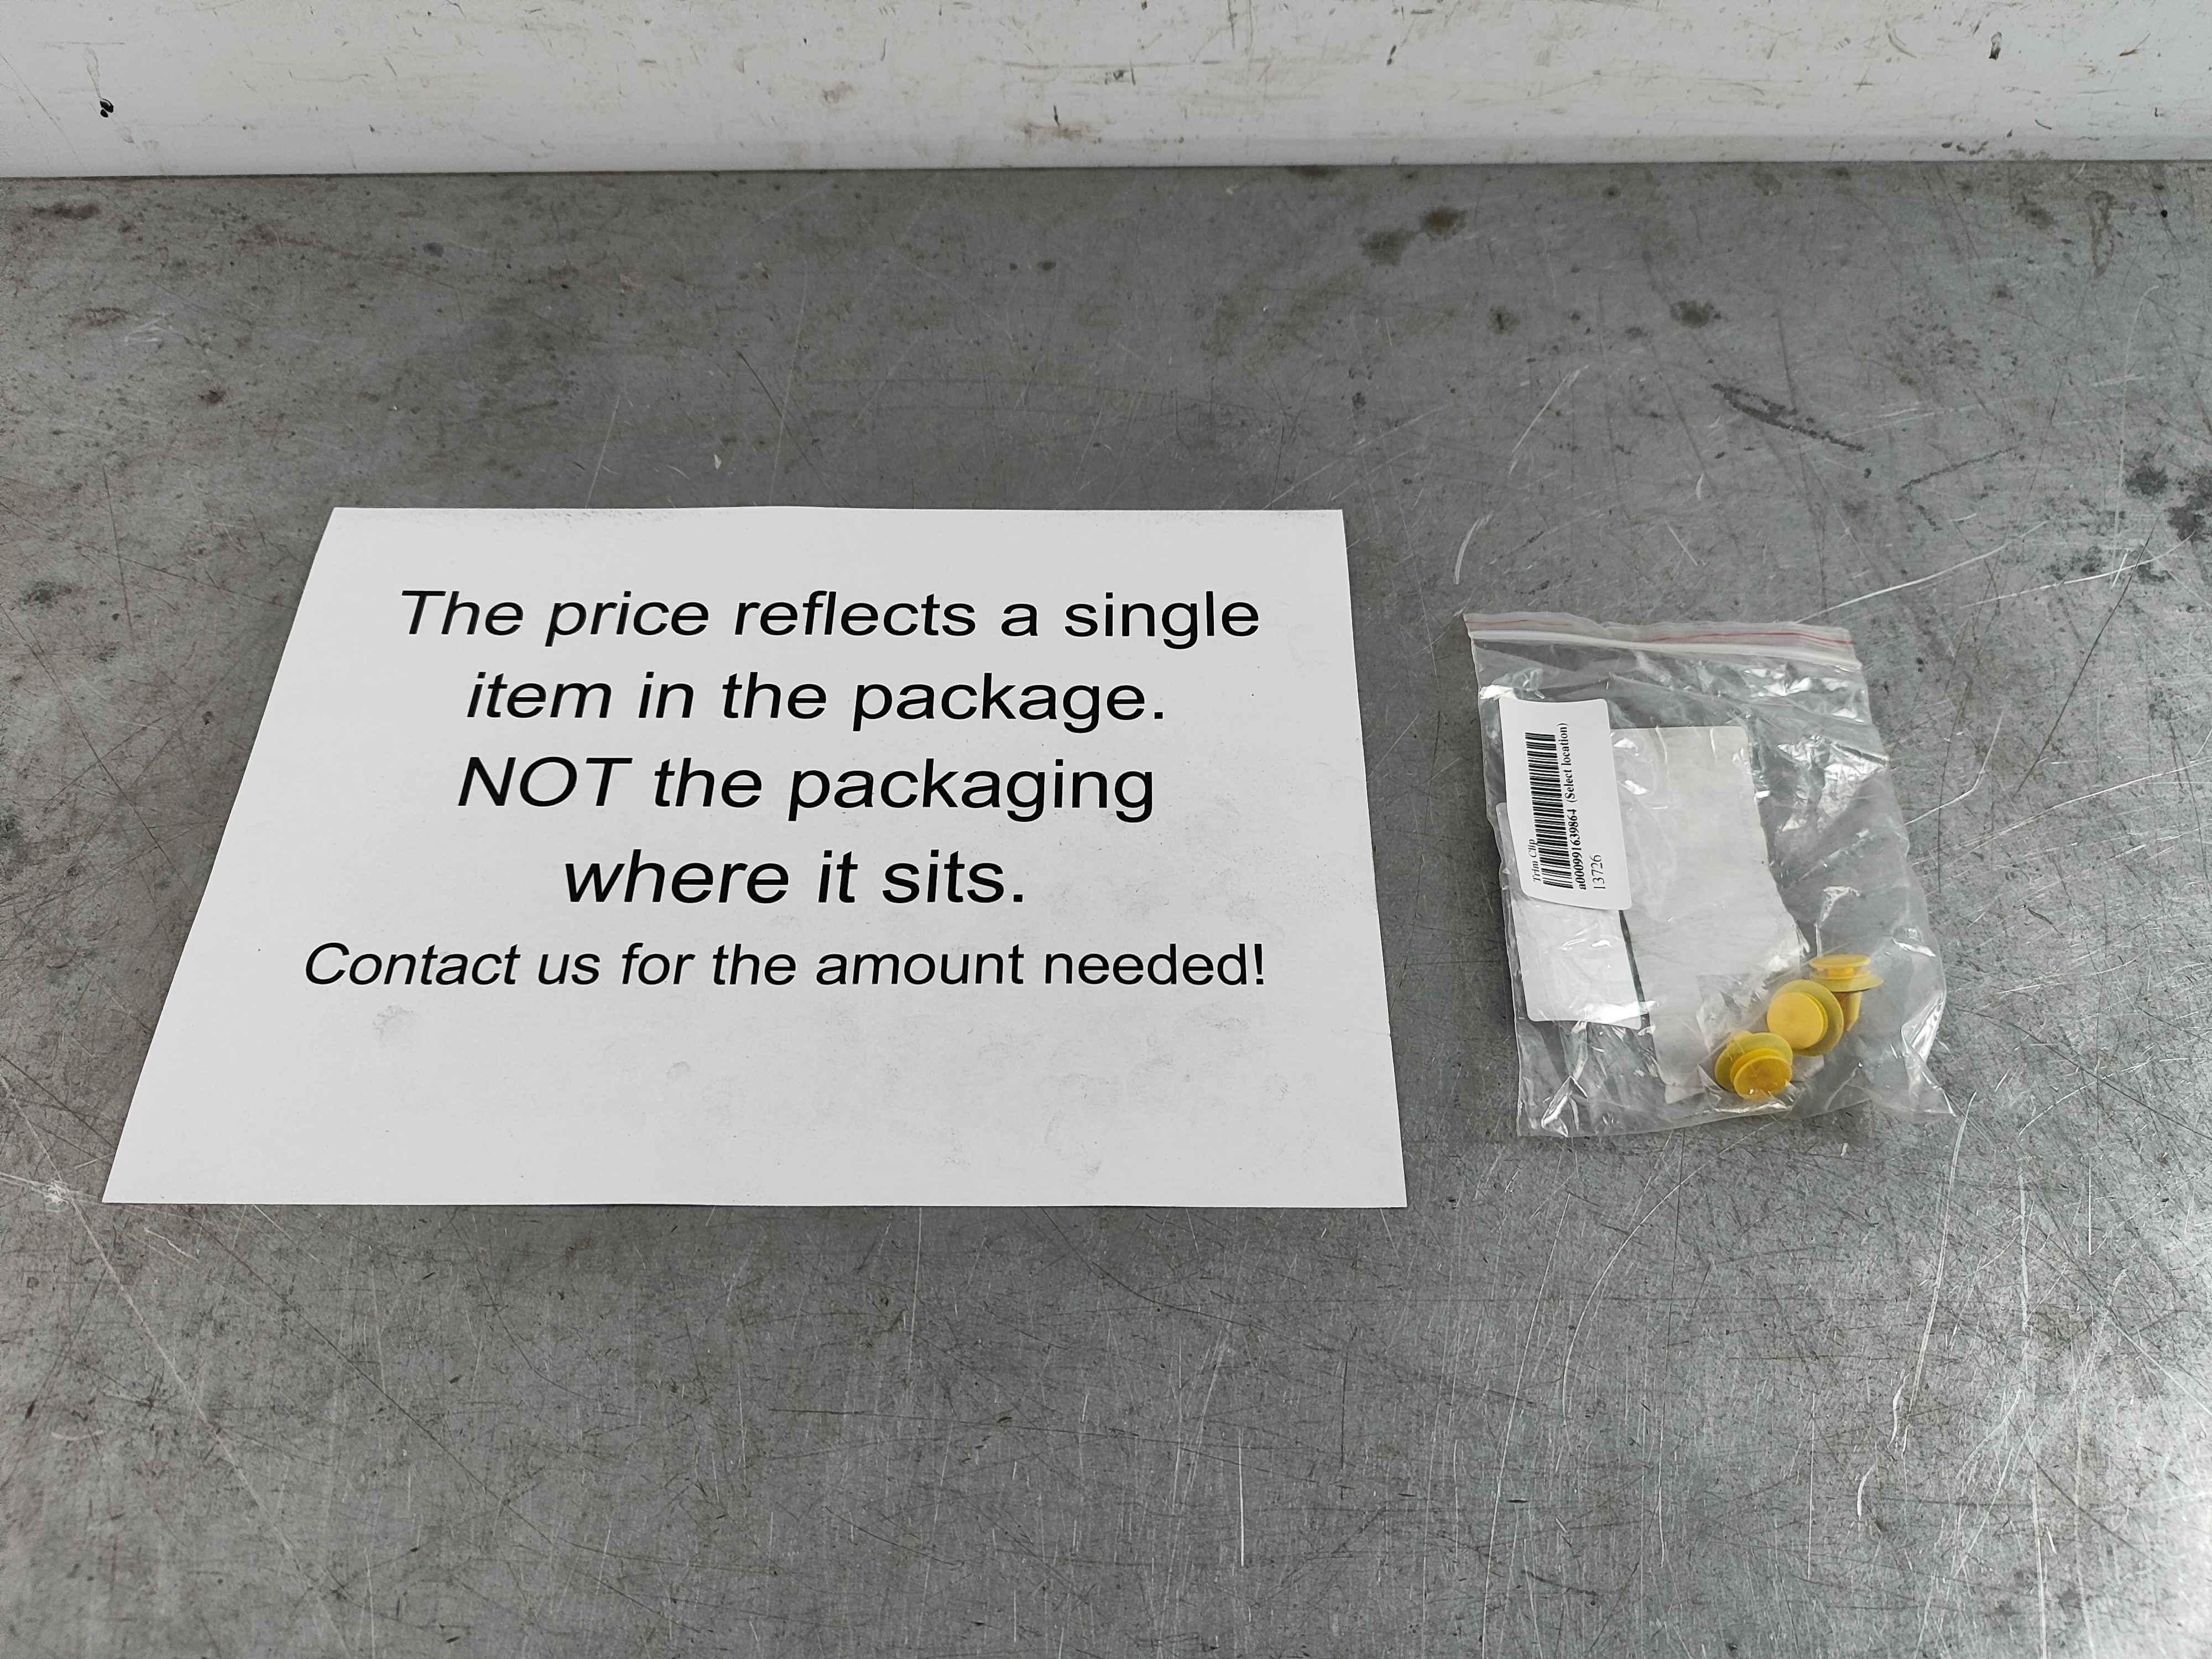 The price reflects a single
item in the package.
NOT the packaging
where it sits.
Contact us for the amount needed!
Trim Clip
a000991639864 (Select location)
13726